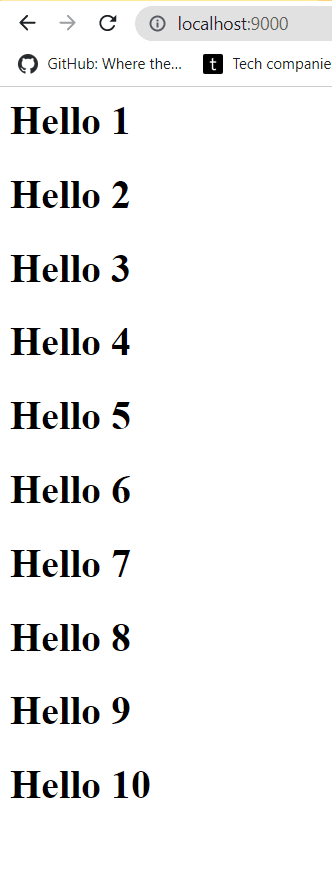 localhost:9000
GitHub: Where the...
t Tech companie
Hello 1
Hello 2
Hello 3
Hello 4
Hello 5
Hello 6
Hello 7
Hello 8
Hello 9
Hello 10